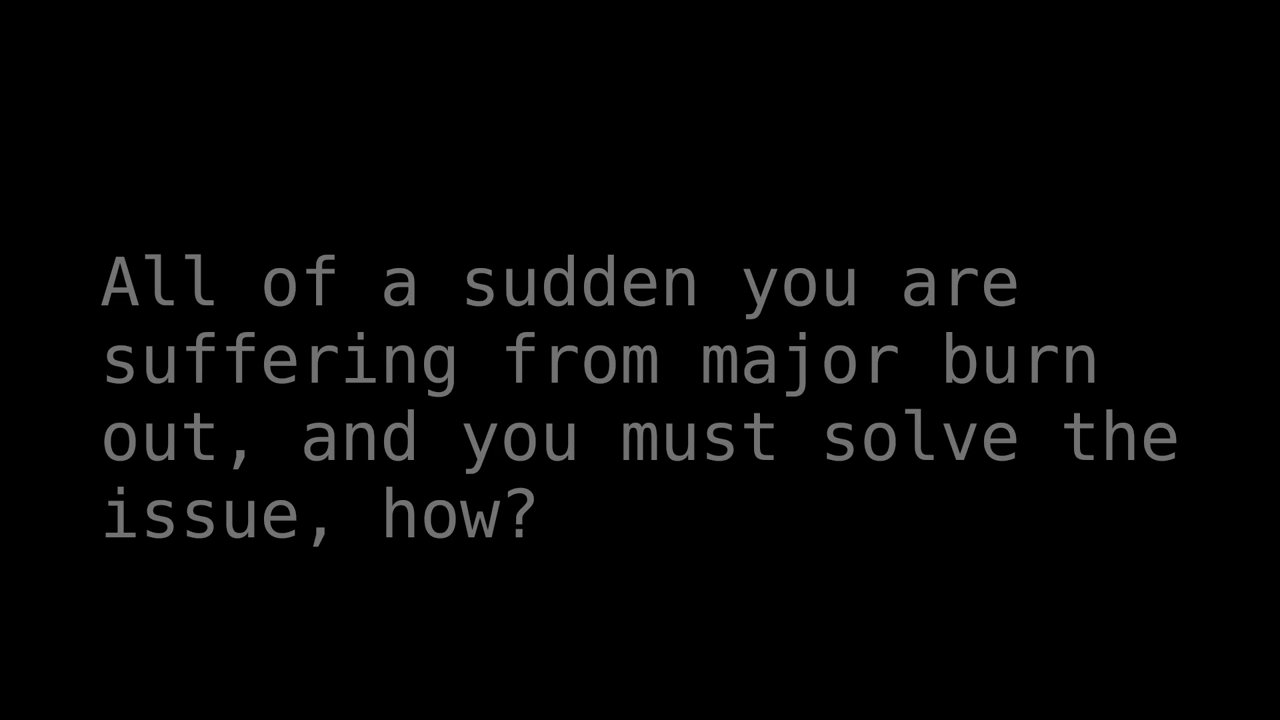 All of a sudden you are
suffering from major burn
out, and you must solve the
issue, how?